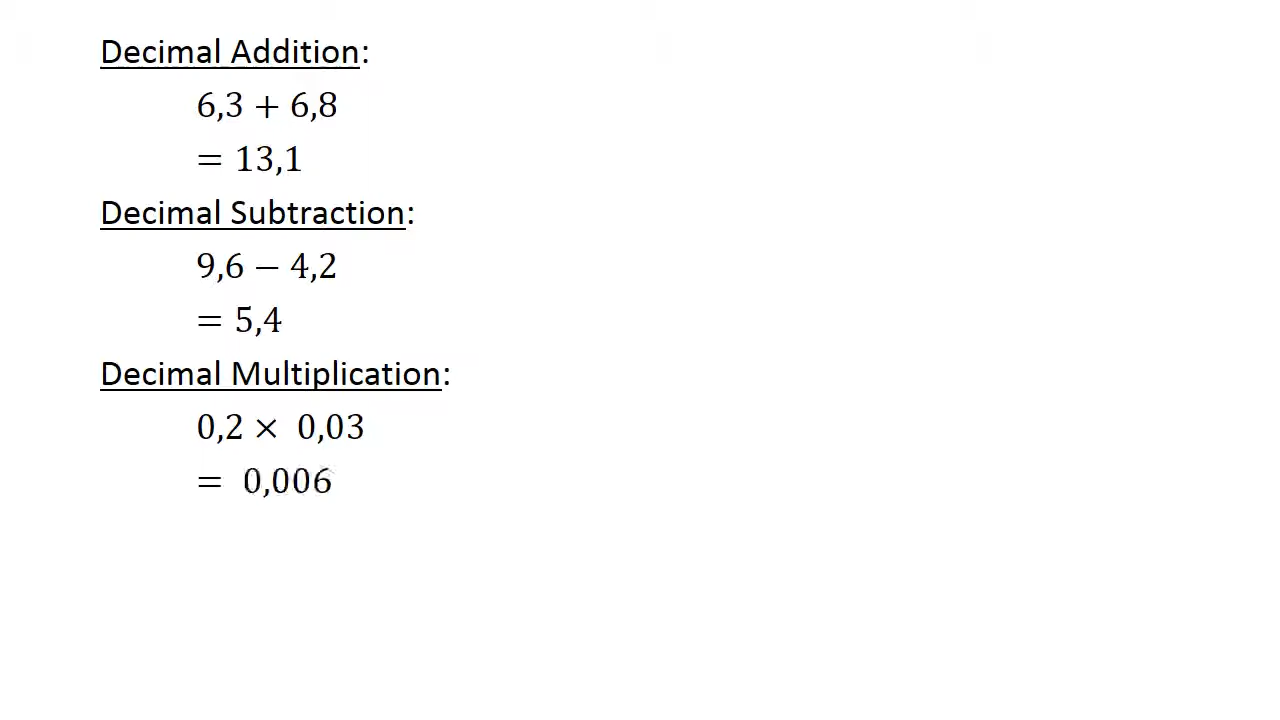 Decimal Addition:
6,3 + 6,8
= 13,1
Decimal Subtraction:
9,6 − 4,2
= 5,4
Decimal Multiplication:
0,2 × 0,03
= 0,006